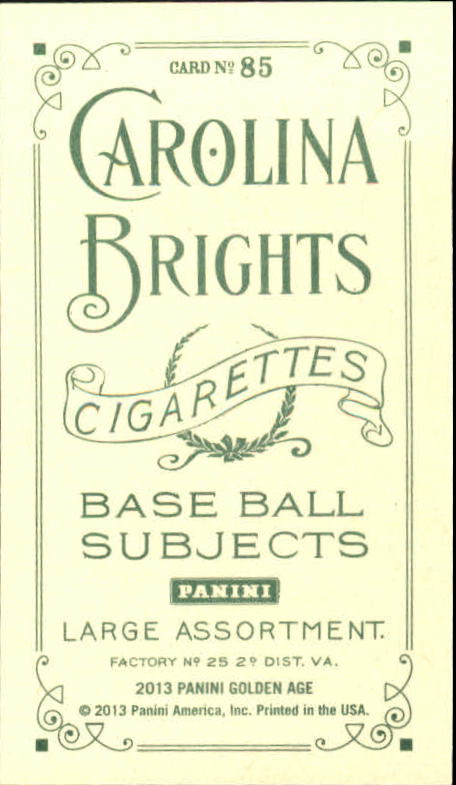 CARD Nº 85
CAROLINA
BRIGHTS
CIGARETTES
BASE BALL
SUBJECTS
PANINI
LARGE ASSORTMENT.
FACTORY Nº 25 2º DIST. VA.
2013 PANINI GOLDEN AGE
© 2013 Panini America, Inc. Printed in the USA.